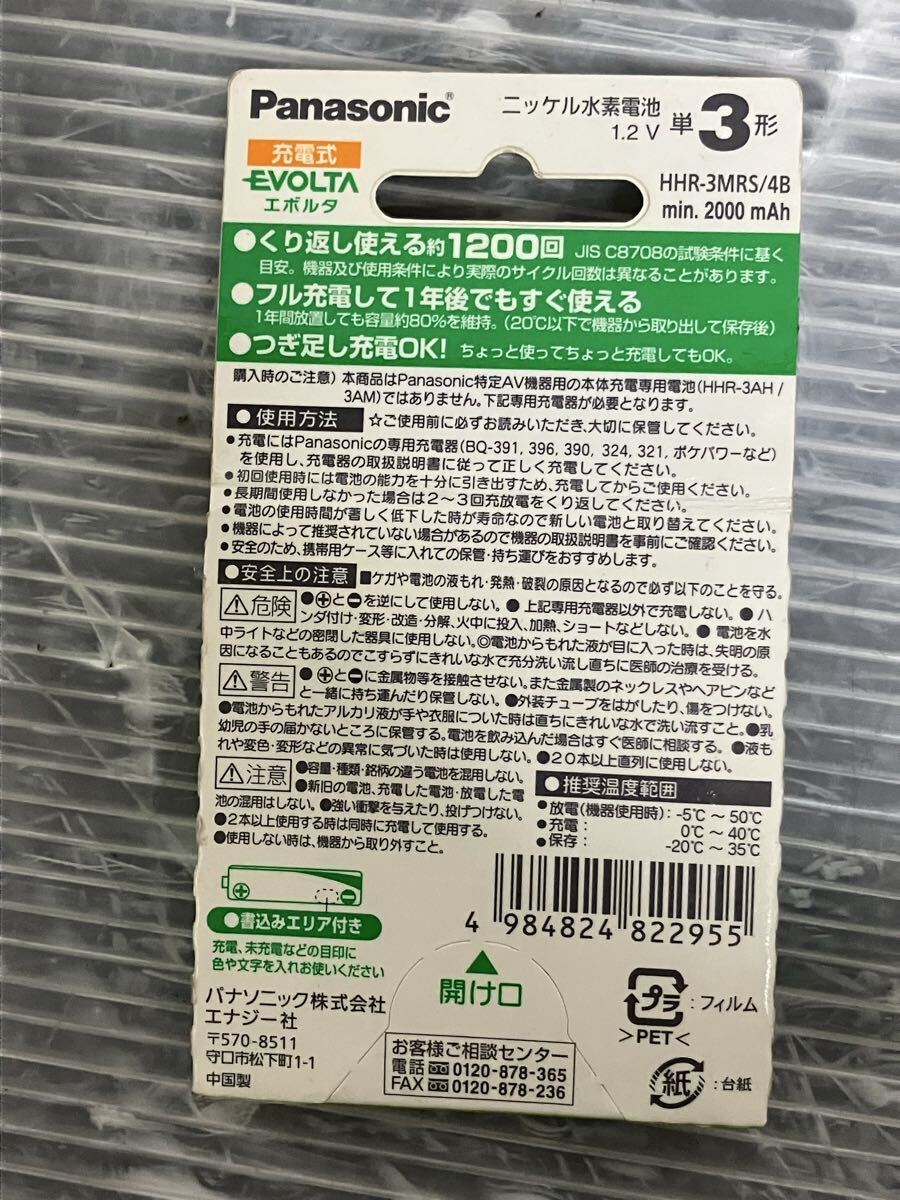 Panasonic®
ニッケル水素電池
1.2 V
単3形
充電式
EVOLTA
エボルタ
HHR-3MRS/4B
min. 2000 mAh
●くり返し使える約1200回 JIS C8708の試験条件に基く
目安。機器及び使用条件により実際のサイクル回数は異なることがあります。
●フル充電して1年後でもすぐ使える
1年間放置しても容量約80%を維持。(20℃以下で機器から取り出して保存後)
●つぎ足し充電OK! ちょっと使ってちょっと充電してもOK。
購入時のご注意) 本商品はPanasonic特定AV機器用の本体充電専用電池(HHR-3AH /
3AM)ではありません。下記専用充電器が必要となります。
●使用方法 ☆ご使用前に必ずお読みいただき、大切に保管してください。
●充電にはPanasonicの専用充電器(BQ-391, 396, 390, 324, 321, ポケパワーなど)
を使用し、充電器の取扱説明書に従って正しく充電してください。
●初回使用時には電池の能力を十分に引き出すため、充電してからご使用ください。
●長期間使用しなかった場合は2〜3回充放電をくり返してください。
●電池の使用時間が著しく低下した時が寿命なので新しい電池と取り替えてください。
●機器によって推奨されていない場合があるので機器の取扱説明書を事前にご確認ください。
●安全のため、携帯用ケース等に入れての保管・持ち運びをおすすめします。
●安全上の注意 ■ケガや電池の液もれ・発熱・破裂の原因となるので必ず以下のことを守る。
⚠危険 ●⊕と⊖を逆にして使用しない。● 上記専用充電器以外で充電しない。● ハ
ンダ付け・変形・改造・分解、火中に投入、加熱、ショートなどしない。● 電池を水
中ライトなどの密閉した器具に使用しない。◎電池からもれた液が目に入った時は、失明の原
因になることもあるのでこすらずにきれいな水で充分洗い流し直ちに医師の治療を受ける。
⚠警告 ●⊕と⊖に金属物等を接触させない。また金属製のネックレスやヘアピンなど
と一緒に持ち運んだり保管しない。●外装チューブをはがしたり、傷をつけない。
●電池からもれたアルカリ液が手や衣服についた時は直ちにきれいな水で洗い流すこと。●乳
幼児の手の届かないところに保管する。電池を飲み込んだ場合はすぐ医師に相談する。●液も
れや変色・変形などの異常に気づいた時は使用しない。●20本以上直列に使用しない。
⚠注意 ●容量・種類・銘柄の違う電池を混用しない。
●新旧の電池、充電した電池・放電した電
池の混用はしない。●強い衝撃を与えたり、投げつけない。
●2本以上使用する時は同時に充電して使用する。
●使用しない時は、機器から取り外すこと。
●推奨温度範囲
●放電(機器使用時): -5℃ 〜 50℃
●充電: 0℃ 〜 40℃
●保存: -20℃ 〜 35℃
●書込みエリア付き
充電、未充電などの目印に
色や文字を入れお使いください
4 984824 822955
開け口
パナソニック株式会社
エナジー社
〒570-8511
守口市松下町1-1
中国製
お客様ご相談センター
電話 0120-878-365
FAX 0120-878-236
プラ :フィルム
>PET<
紙 :台紙